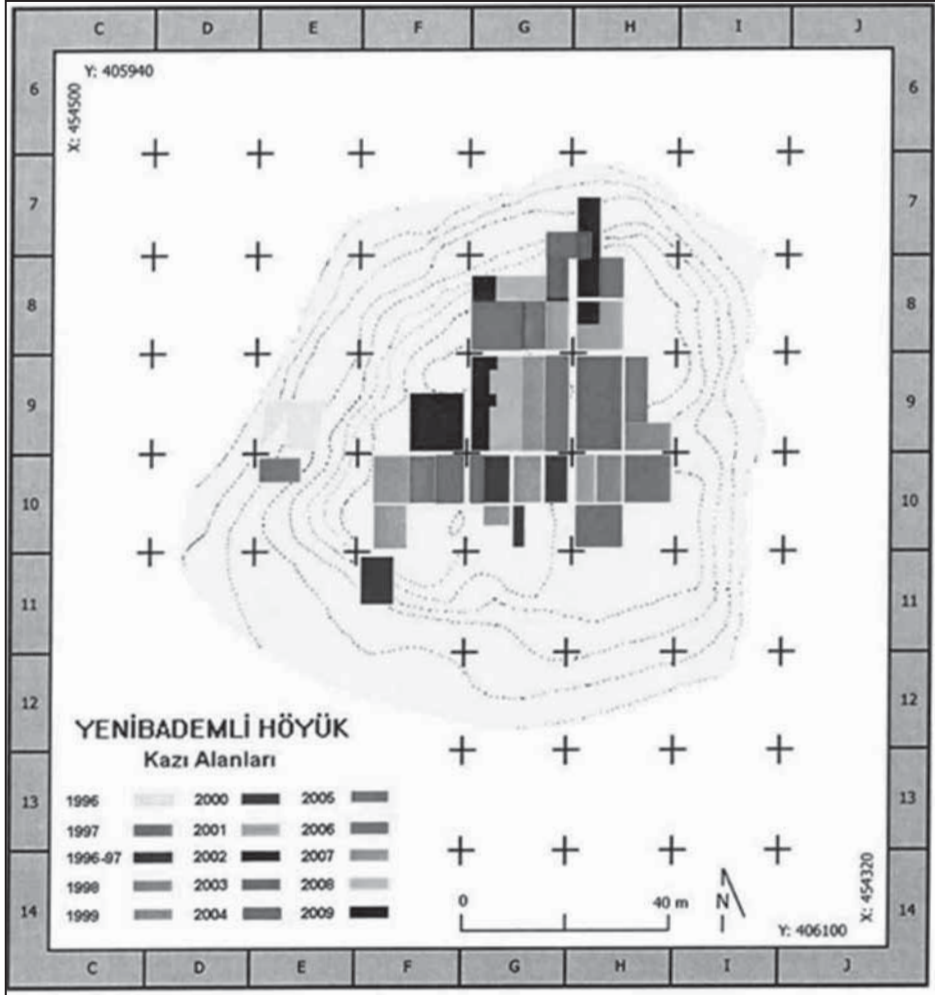 C D E F G H I J
Y: 405940
X: 454500
6 6
7 7
8 8
9 9
10 10
11 11
12 12
YENİBADEMLİ HÖYÜK
Kazı Alanları
13 13
1996 2000 2005
1997 2001 2006
1996-97 2002 2007
1998 2003 2008
1999 2004 2009
0 40 m N
X: 454320
14 14
Y: 406100
C D E F G H I J